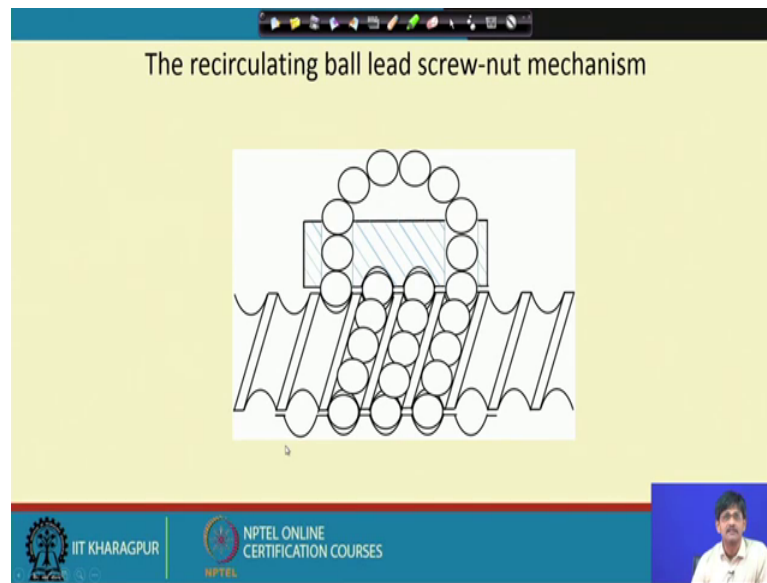 The recirculating ball lead screw-nut mechanism
IIT KHARAGPUR
NPTEL ONLINE
CERTIFICATION COURSES
NPTEL